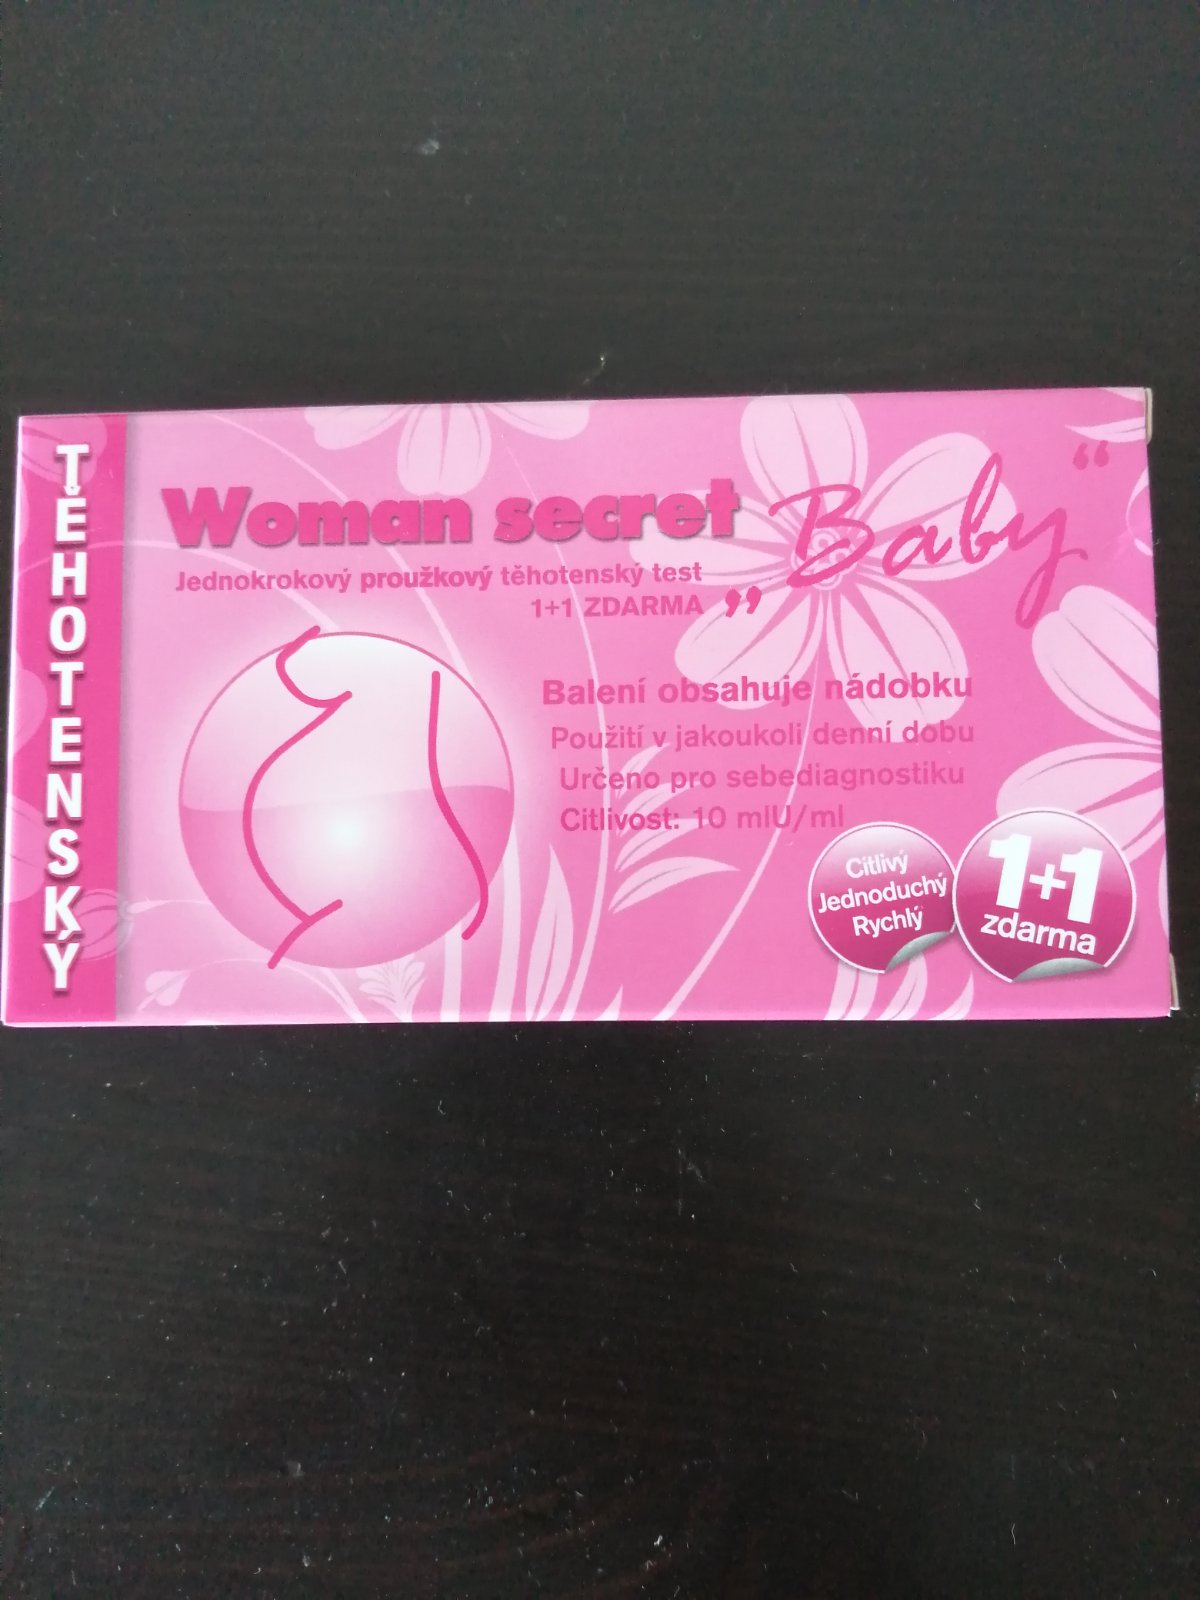 TĚHOTENSKÝ
Woman secret Baby “
Jednokrokový proužkový těhotenský test
1+1 ZDARMA ”
Balení obsahuje nádobku
Použití v jakoukoli denní dobu
Určeno pro sebediagnostiku
Citlivost: 10 mlU/ml
Citlivý
Jednoduchý
Rychlý
1+1
zdarma